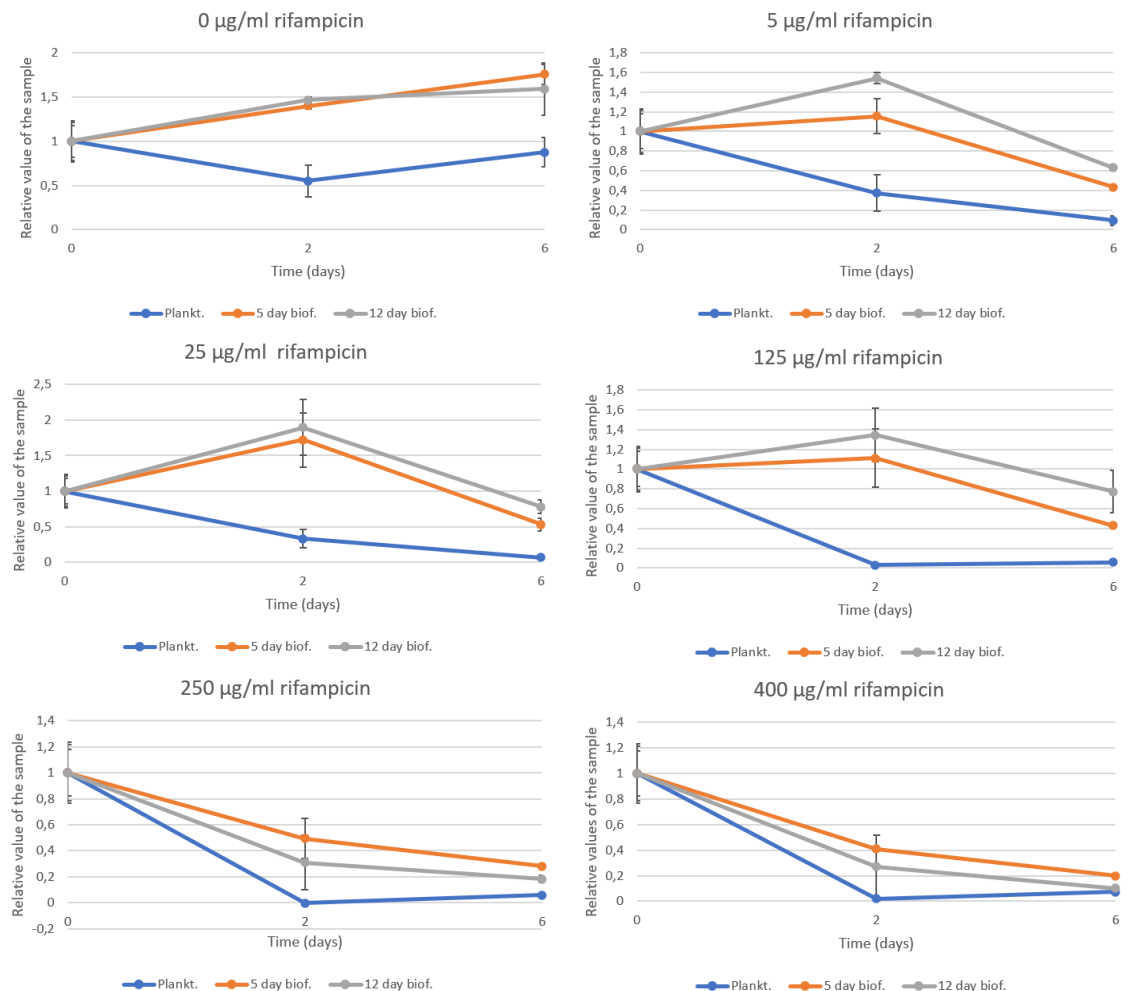 0 µg/ml rifampicin
Relative value of the sample
2
1,5
1
0,5
0
0
2
6
Time (days)
Plankt.
5 day biof.
12 day biof.
5 µg/ml rifampicin
Relative value of the sample
1,8
1,6
1,4
1,2
1
0,8
0,6
0,4
0,2
0
0
2
6
Time (days)
Plankt.
5 day biof.
12 day biof.
25 µg/ml rifampicin
Relative value of the sample
2,5
2
1,5
1
0,5
0
0
2
6
Time (days)
Plankt.
5 day biof.
12 day biof.
125 µg/ml rifampicin
Relative value of the sample
1,8
1,6
1,4
1,2
1
0,8
0,6
0,4
0,2
0
0
2
6
Time (days)
Plankt.
5 day biof.
12 day biof.
250 µg/ml rifampicin
Relative value of the sample
1,4
1,2
1
0,8
0,6
0,4
0,2
0
-0,2
0
2
6
Time (days)
Plankt.
5 day biof.
12 day biof.
400 µg/ml rifampicin
Relative values of the sample
1,4
1,2
1
0,8
0,6
0,4
0,2
0
0
2
6
Time (days)
Plankt.
5 day biof.
12 day biof.